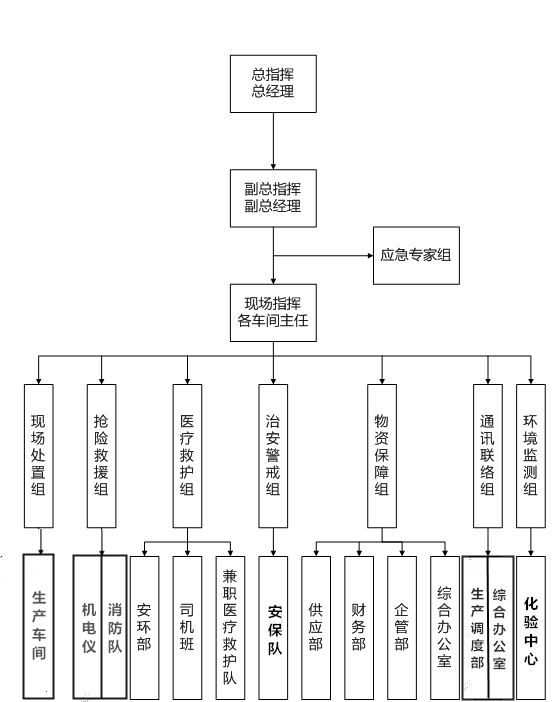 总指挥
总经理
副总指挥
副总经理
应急专家组
现场指挥
各车间主任
现场处置组
抢险救援组
医疗救护组
治安警戒组
物资保障组
通讯联络组
环境监测组
生产车间
机电仪
消防队
安环部
司机班
兼职医疗救护队
安保队
供应部
财务部
企管部
综合办公室
生产调度部
综合办公室
化验中心